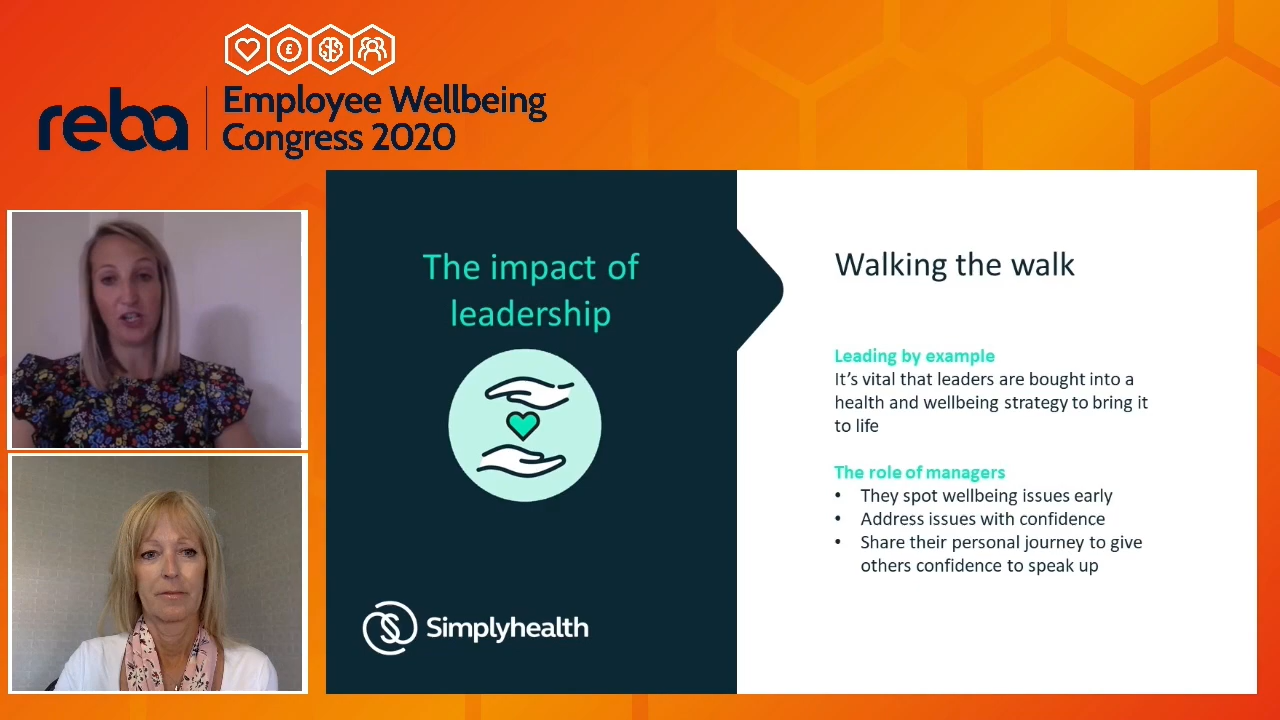 reba
Employee Wellbeing
Congress 2020
£
The impact of
leadership
Simplyhealth
Walking the walk
Leading by example
It’s vital that leaders are bought into a
health and wellbeing strategy to bring it
to life
The role of managers
• They spot wellbeing issues early
• Address issues with confidence
• Share their personal journey to give
others confidence to speak up